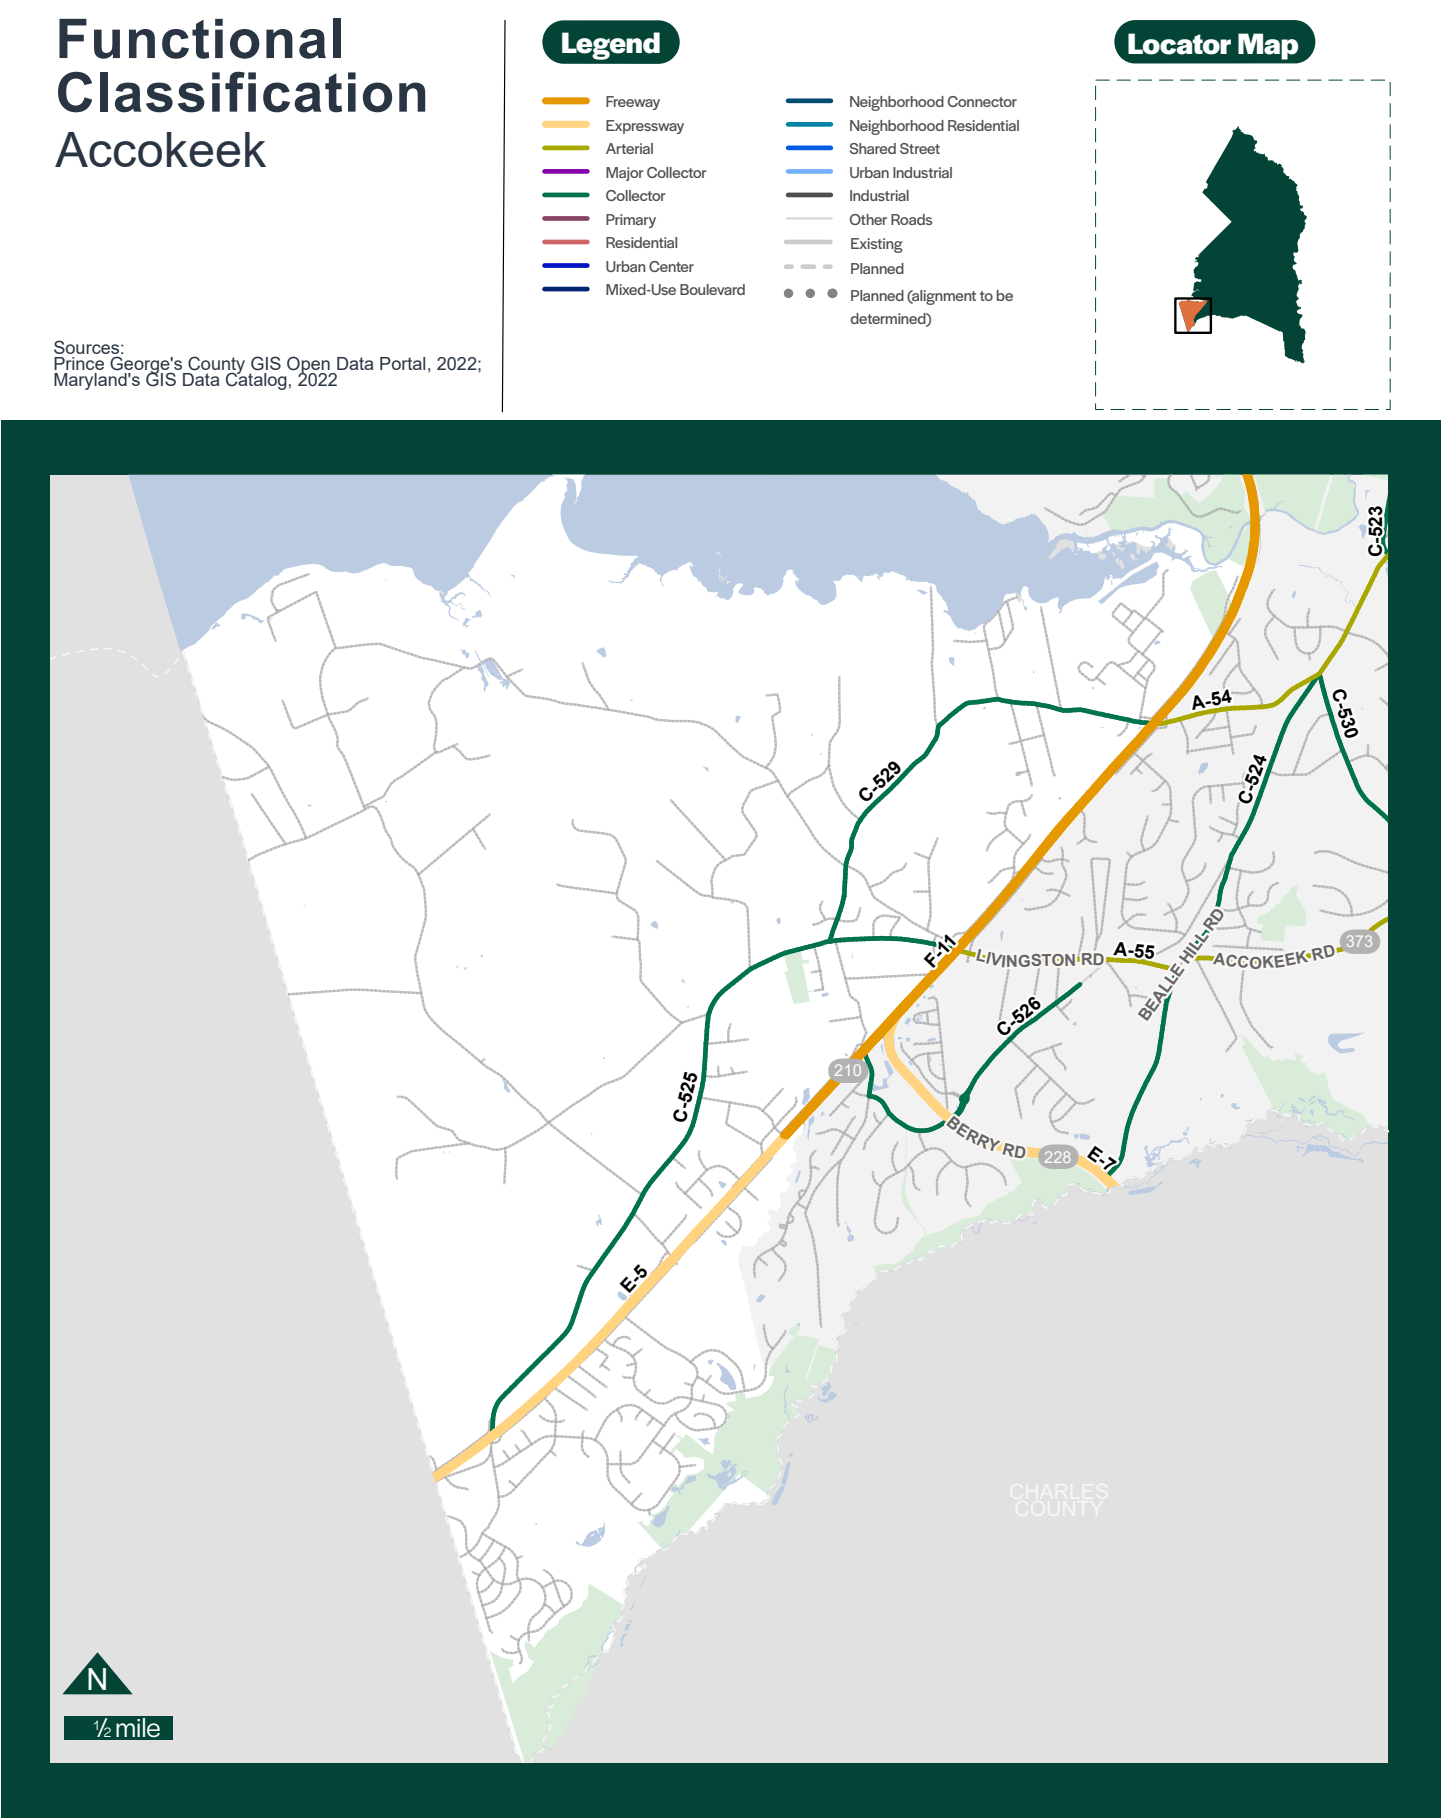 Functional
Classification
Accokeek
Sources:
Prince George's County GIS Open Data Portal, 2022;
Maryland's GIS Data Catalog, 2022
Legend
Freeway
Expressway
Arterial
Major Collector
Collector
Primary
Residential
Urban Center
Mixed-Use Boulevard
Neighborhood Connector
Neighborhood Residential
Shared Street
Urban Industrial
Industrial
Other Roads
Existing
Planned
Planned (alignment to be
determined)
Locator Map
C-523
A-54
C-530
C-524
C-529
F-11
LIVINGSTON RD
A-55
BEALLE HILL RD
ACCOKEEK RD
373
C-526
210
C-525
BERRY RD
228
E-7
E-5
CHARLES
COUNTY
N
½ mile